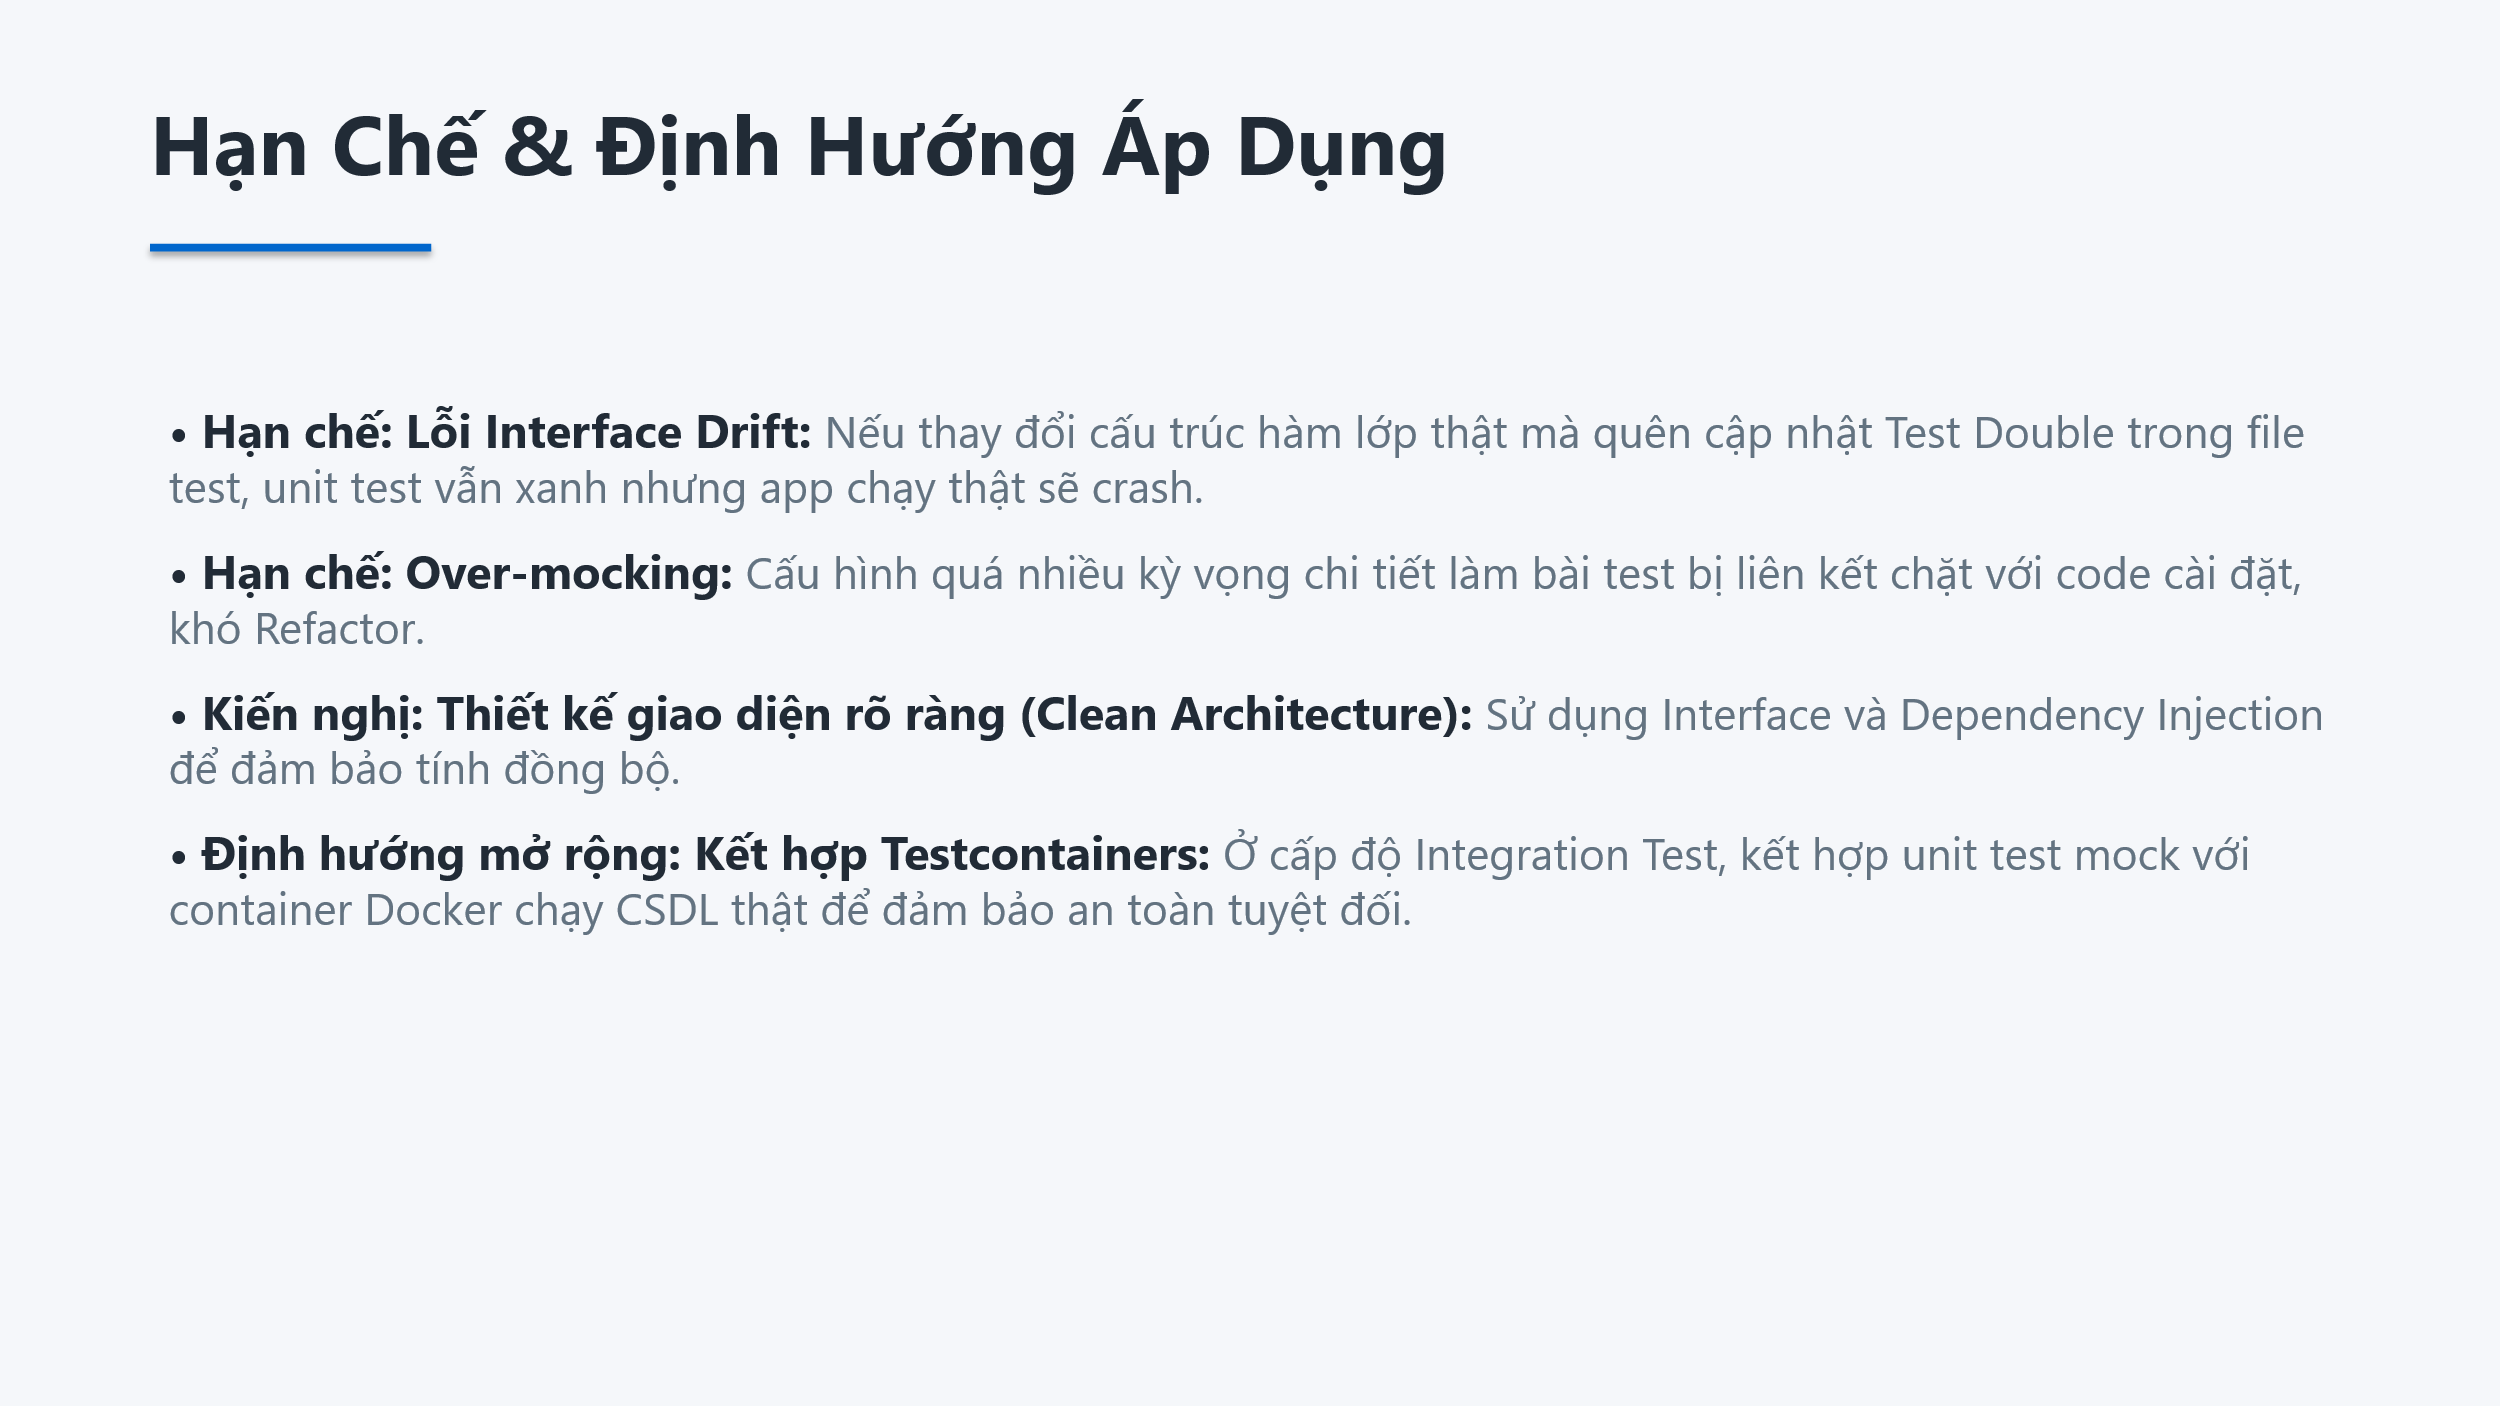 Hạn Chế & Định Hướng Áp Dụng
• Hạn chế: Lỗi Interface Drift: Nếu thay đổi cấu trúc hàm lớp thật mà quên cập nhật Test Double trong file
test, unit test vẫn xanh nhưng app chạy thật sẽ crash.
• Hạn chế: Over-mocking: Cấu hình quá nhiều kỳ vọng chi tiết làm bài test bị liên kết chặt với code cài đặt,
khó Refactor.
• Kiến nghị: Thiết kế giao diện rõ ràng (Clean Architecture): Sử dụng Interface và Dependency Injection
để đảm bảo tính đồng bộ.
• Định hướng mở rộng: Kết hợp Testcontainers: Ở cấp độ Integration Test, kết hợp unit test mock với
container Docker chạy CSDL thật để đảm bảo an toàn tuyệt đối.